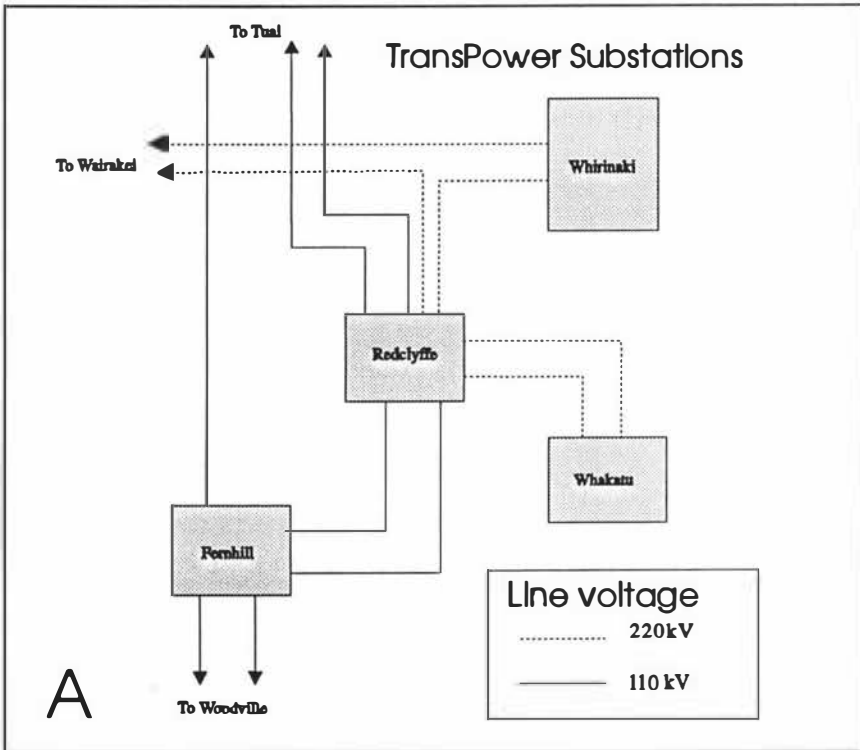 To Tuai
TransPower Substations
Whirinaki
To Wairakei
Redclyffe
Whakatu
Fernhill
Line voltage
220kV
110 kV
A
To Woodville